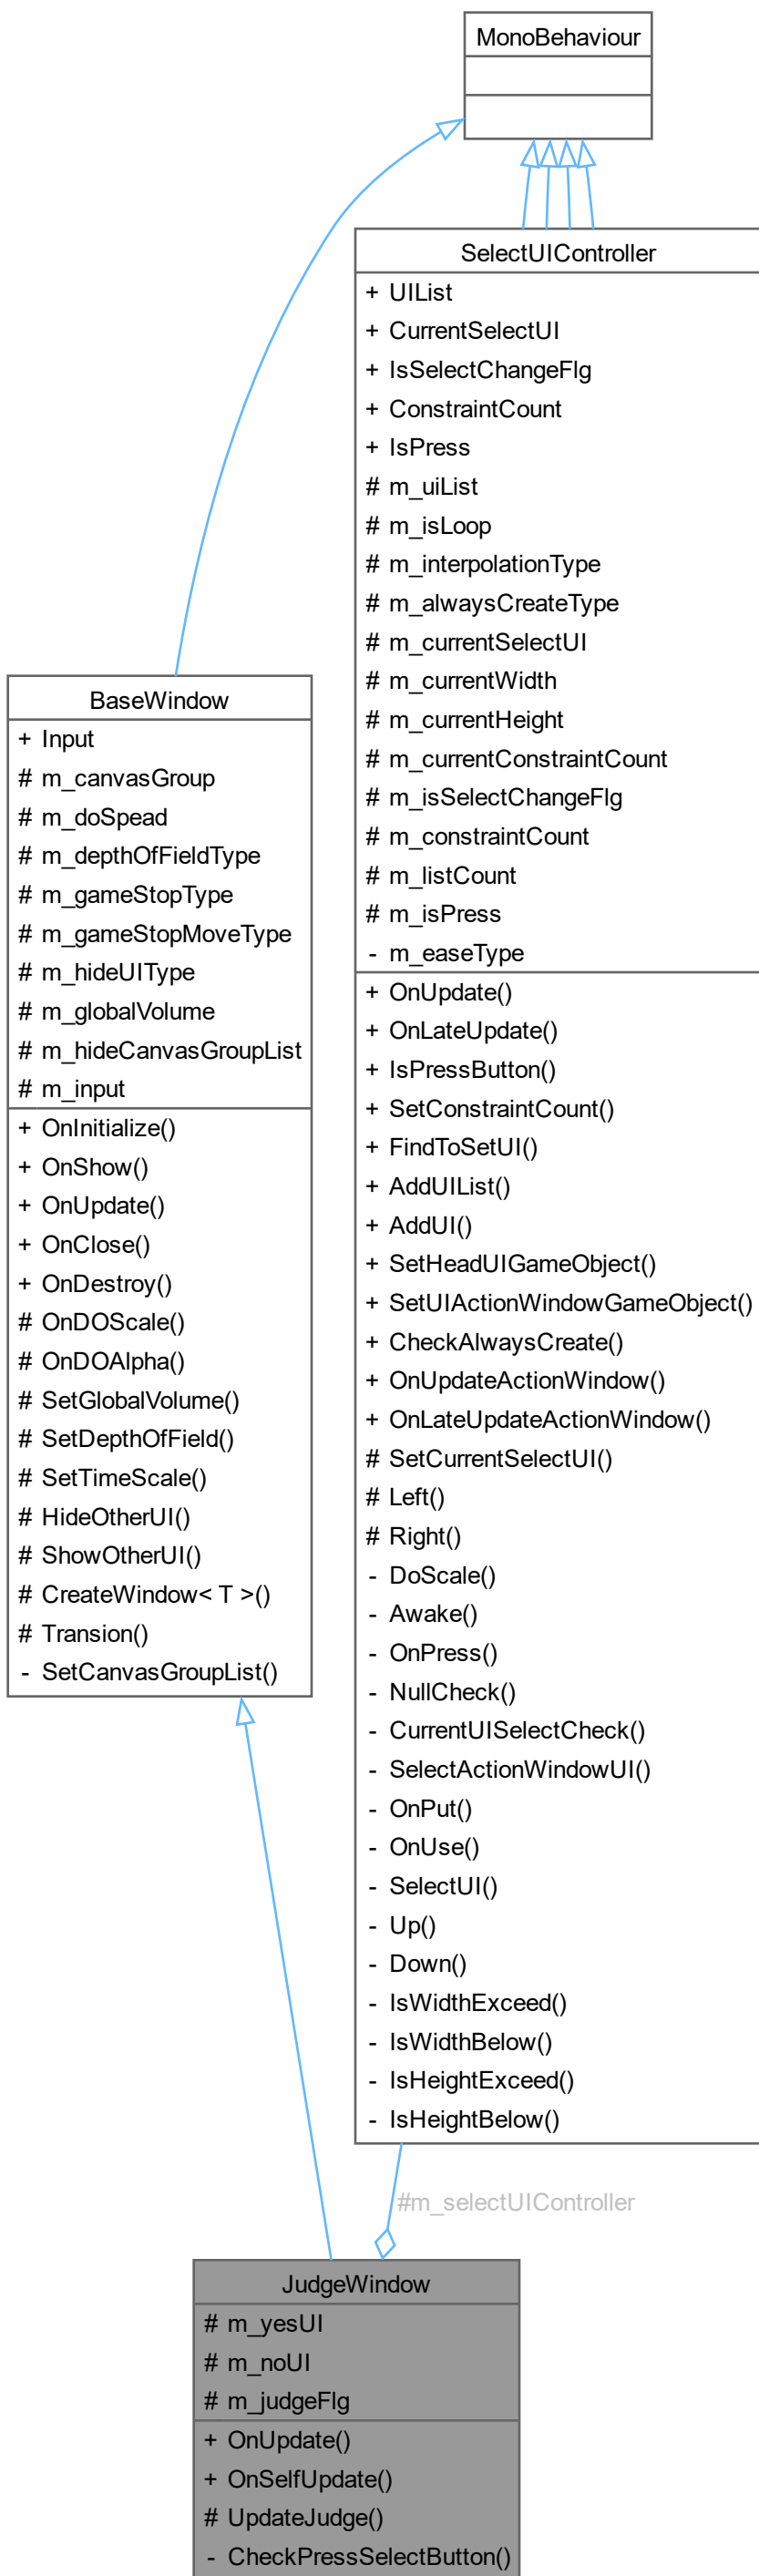 MonoBehaviour
SelectUIController
+ UIList
+ CurrentSelectUI
+ IsSelectChangeFlg
+ ConstraintCount
+ IsPress
# m_uiList
# m_isLoop
# m_interpolationType
# m_alwaysCreateType
# m_currentSelectUI
# m_currentWidth
# m_currentHeight
# m_currentConstraintCount
# m_isSelectChangeFlg
# m_constraintCount
# m_listCount
# m_isPress
- m_easeType
+ OnUpdate()
+ OnLateUpdate()
+ IsPressButton()
+ SetConstraintCount()
+ FindToSetUI()
+ AddUIList()
+ AddUI()
+ SetHeadUIGameObject()
+ SetUIActionWindowGameObject()
+ CheckAlwaysCreate()
+ OnUpdateActionWindow()
+ OnLateUpdateActionWindow()
# SetCurrentSelectUI()
# Left()
# Right()
- DoScale()
- Awake()
- OnPress()
- NullCheck()
- CurrentUISelectCheck()
- SelectActionWindowUI()
- OnPut()
- OnUse()
- SelectUI()
- Up()
- Down()
- IsWidthExceed()
- IsWidthBelow()
- IsHeightExceed()
- IsHeightBelow()
BaseWindow
+ Input
# m_canvasGroup
# m_doSpead
# m_depthOfFieldType
# m_gameStopType
# m_gameStopMoveType
# m_hideUIType
# m_globalVolume
# m_hideCanvasGroupList
# m_input
+ OnInitialize()
+ OnShow()
+ OnUpdate()
+ OnClose()
+ OnDestroy()
# OnDOScale()
# OnDOAlpha()
# SetGlobalVolume()
# SetDepthOfField()
# SetTimeScale()
# HideOtherUI()
# ShowOtherUI()
# CreateWindow< T >()
# Transion()
- SetCanvasGroupList()
#m_selectUIController
JudgeWindow
# m_yesUI
# m_noUI
# m_judgeFlg
+ OnUpdate()
+ OnSelfUpdate()
# UpdateJudge()
- CheckPressSelectButton()